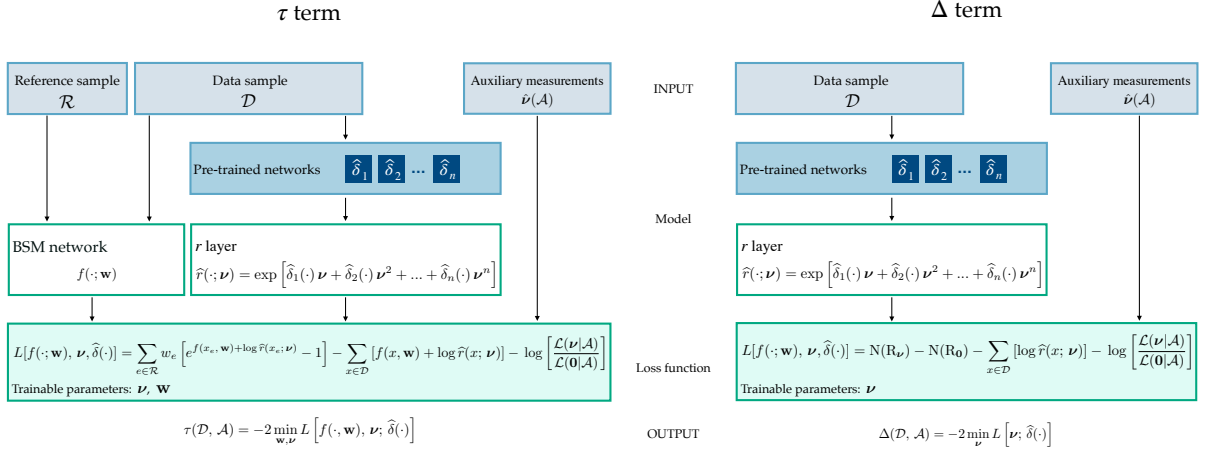 τ term
Δ term
Reference sample
R
Data sample
D
Auxiliary measurements
ν̂(A)
INPUT
Data sample
D
Auxiliary measurements
ν̂(A)
Pre-trained networks δ̂₁ δ̂₂ ... δ̂ₙ
Pre-trained networks δ̂₁ δ̂₂ ... δ̂ₙ
Model
BSM network
f(·; w)
r layer
r̂(·; ν) = exp [δ̂₁(·) ν + δ̂₂(·) ν² + ... + δ̂ₙ(·) νⁿ]
r layer
r̂(·; ν) = exp [δ̂₁(·) ν + δ̂₂(·) ν² + ... + δ̂ₙ(·) νⁿ]
L[f(·; w), ν, δ̂(·)] = ∑_{e∈R} w_e [e^{f(x_e, w)+log r̂(x_e; ν)} − 1] − ∑_{x∈D} [f(x, w) + log r̂(x; ν)] − log [L(ν|A)/L(0|A)]
Trainable parameters: ν, w
Loss function
L[f(·; w), ν, δ̂(·)] = N(R_ν) − N(R_0) − ∑_{x∈D} [log r̂(x; ν)] − log [L(ν|A)/L(0|A)]
Trainable parameters: ν
τ(D, A) = −2 min_{w,ν} L [f(·, w), ν; δ̂(·)]
OUTPUT
Δ(D, A) = −2 min_ν L [ν; δ̂(·)]